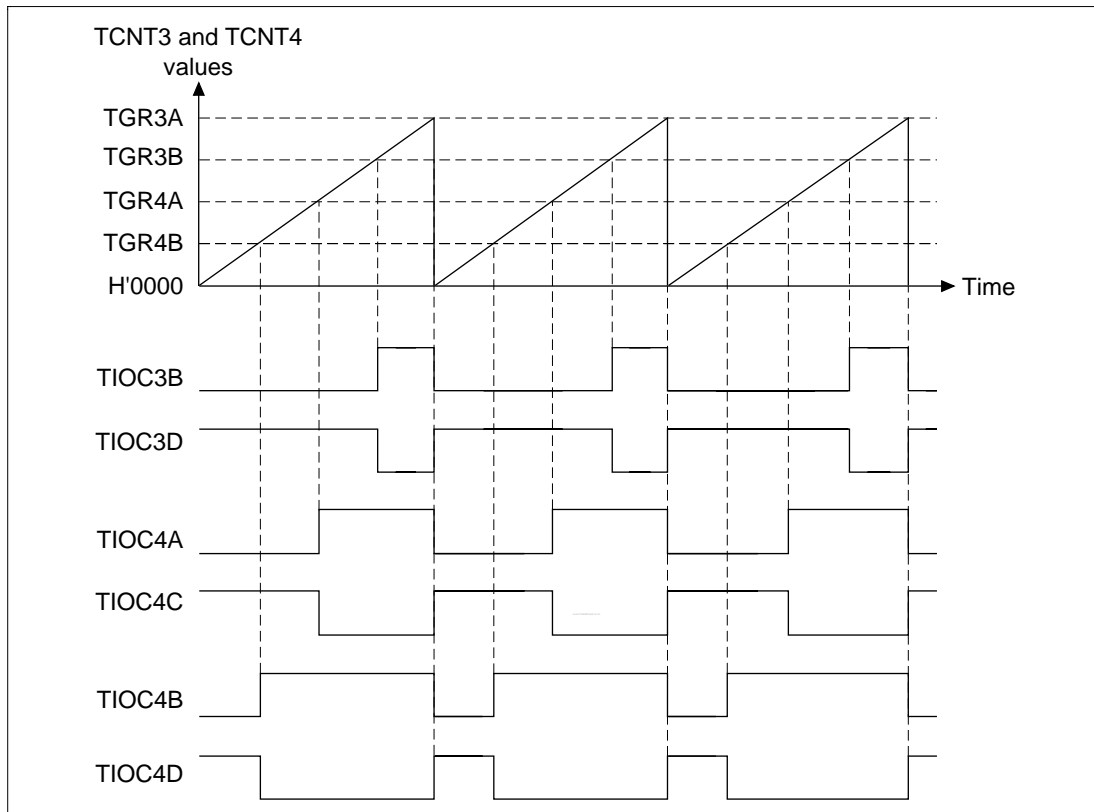 TCNT3 and TCNT4
values
TGR3A
TGR3B
TGR4A
TGR4B
H'0000
Time
TIOC3B
TIOC3D
TIOC4A
TIOC4C
TIOC4B
TIOC4D